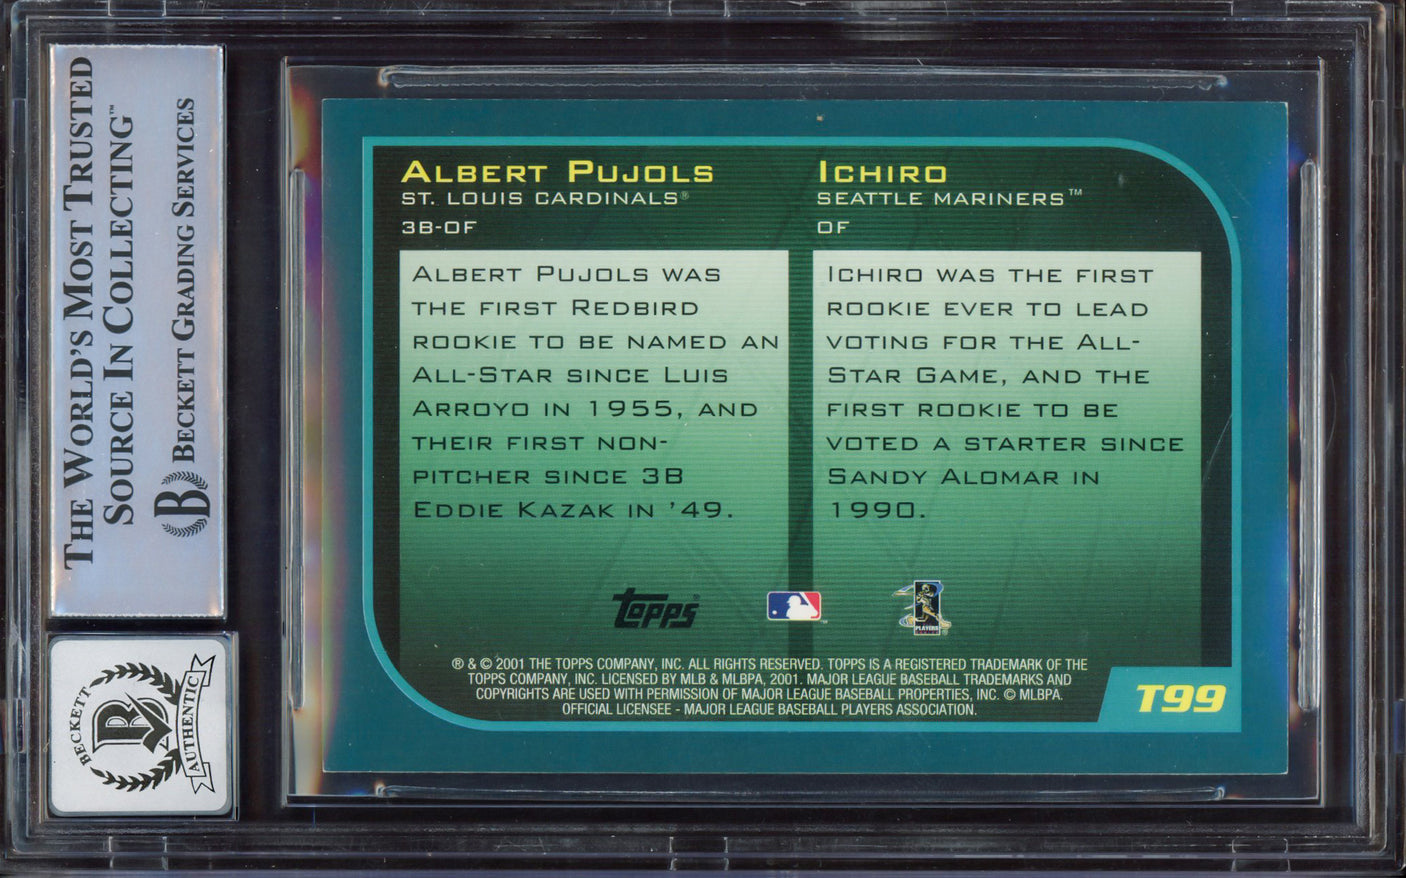 THE WORLD'S MOST TRUSTED
SOURCE IN COLLECTING™
B BECKETT GRADING SERVICES
BECKETT
B
AUTHENTIC
ALBERT PUJOLS
ST. LOUIS CARDINALS®
3B-OF
ALBERT PUJOLS WAS
THE FIRST REDBIRD
ROOKIE TO BE NAMED AN
ALL-STAR SINCE LUIS
ARROYO IN 1955, AND
THEIR FIRST NON-
PITCHER SINCE 3B
EDDIE KAZAK IN '49.
ICHIRO
SEATTLE MARINERS™
OF
ICHIRO WAS THE FIRST
ROOKIE EVER TO LEAD
VOTING FOR THE ALL-
STAR GAME, AND THE
FIRST ROOKIE TO BE
VOTED A STARTER SINCE
SANDY ALOMAR IN
1990.
Topps®
PLAYERS
® & © 2001 THE TOPPS COMPANY, INC. ALL RIGHTS RESERVED. TOPPS IS A REGISTERED TRADEMARK OF THE
TOPPS COMPANY, INC. LICENSED BY MLB & MLBPA, 2001. MAJOR LEAGUE BASEBALL TRADEMARKS AND
COPYRIGHTS ARE USED WITH PERMISSION OF MAJOR LEAGUE BASEBALL PROPERTIES, INC. © MLBPA.
OFFICIAL LICENSEE - MAJOR LEAGUE BASEBALL PLAYERS ASSOCIATION.
T99